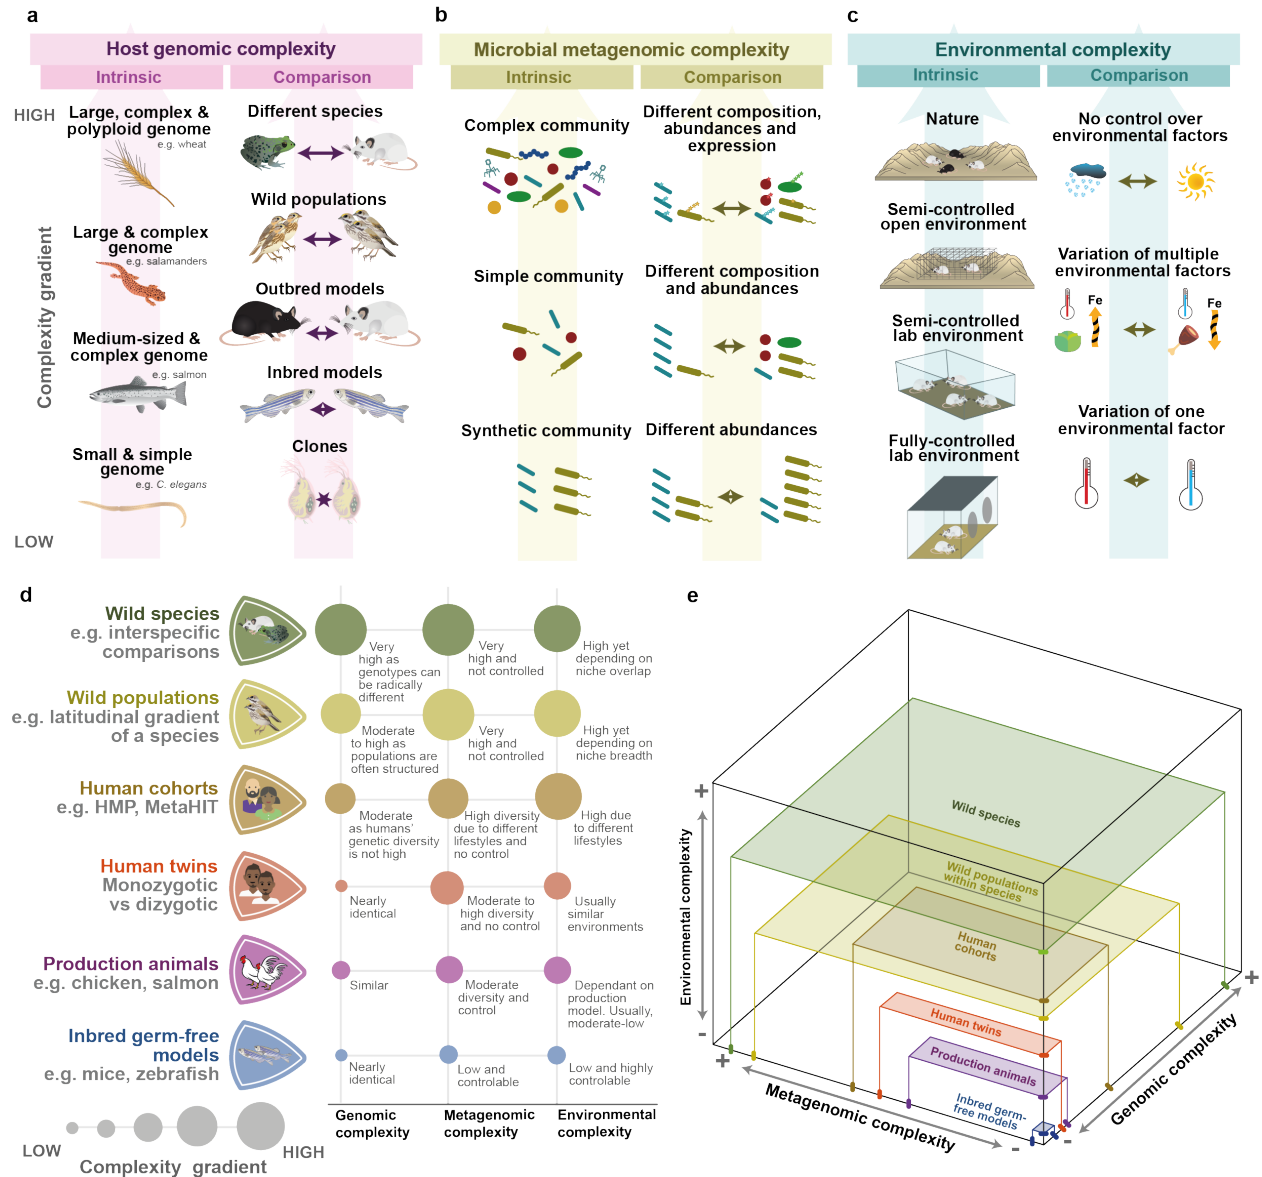 a
Host genomic complexity
Intrinsic
Comparison
HIGH
Complexity gradient
LOW
Large, complex &
polyploid genome
e.g. wheat
Large & complex
genome
e.g. salamanders
Medium-sized &
complex genome
e.g. salmon
Small & simple
genome
e.g. C. elegans
Different species
Wild populations
Outbred models
Inbred models
Clones
b
Microbial metagenomic complexity
Intrinsic
Comparison
Complex community
Simple community
Synthetic community
Different composition,
abundances and
expression
Different composition
and abundances
Different abundances
c
Environmental complexity
Intrinsic
Comparison
Nature
Semi-controlled
open environment
Semi-controlled
lab environment
Fully-controlled
lab environment
No control over
environmental factors
Variation of multiple
environmental factors
Fe
Fe
Variation of one
environmental factor
d
Wild species
e.g. interspecific
comparisons
Very
high as
genotypes can
be radically
different
Very
high and
not controlled
High yet
depending on
niche overlap
Wild populations
e.g. latitudinal gradient
of a species
Moderate
to high as
populations are
often structured
Very
high and
not controlled
High yet
depending on
niche breadth
Human cohorts
e.g. HMP, MetaHIT
Moderate
as humans'
genetic diversity
is not high
High diversity
due to different
lifestyles and
no control
High due
to different
lifestyles
Human twins
Monozygotic
vs dizygotic
Nearly
identical
Moderate to
high diversity
and no control
Usually
similar
environments
Production animals
e.g. chicken, salmon
Similar
Moderate
diversity and
control
Dependant on
production
model. Usually,
moderate-low
Inbred germ-free
models
e.g. mice, zebrafish
Nearly
identical
Low and
controlable
Low and highly
controlable
Genomic
complexity
Metagenomic
complexity
Environmental
complexity
LOW
HIGH
Complexity gradient
e
+
Environmental complexity
-
+
Metagenomic complexity
-
-
Genomic complexity
+
Wild species
Wild populations
within species
Human
cohorts
Human twins
Production animals
Inbred germ-
free models